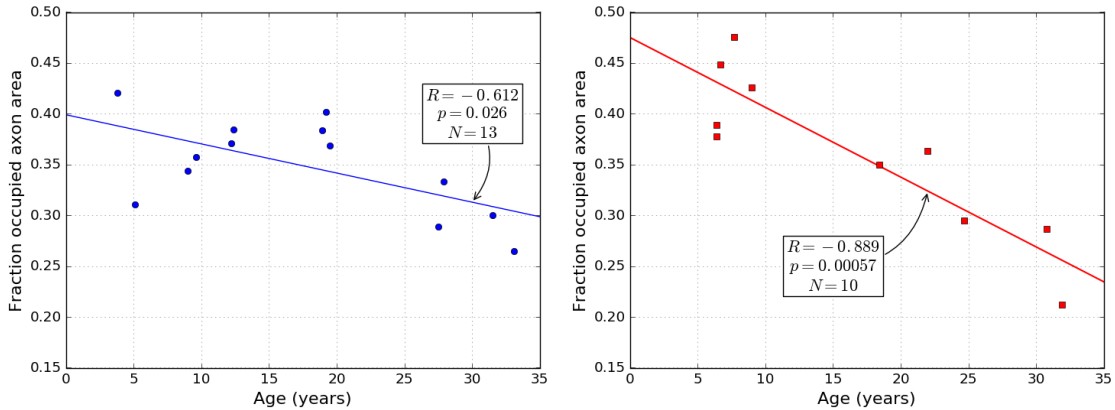 0.50
0.45
0.40
0.35
0.30
0.25
0.20
0.15
Fraction occupied axon area
R = −0.612
p = 0.026
N = 13
0 5 10 15 20 25 30 35
Age (years)
0.50
0.45
0.40
0.35
0.30
0.25
0.20
0.15
Fraction occupied axon area
R = −0.889
p = 0.00057
N = 10
0 5 10 15 20 25 30 35
Age (years)